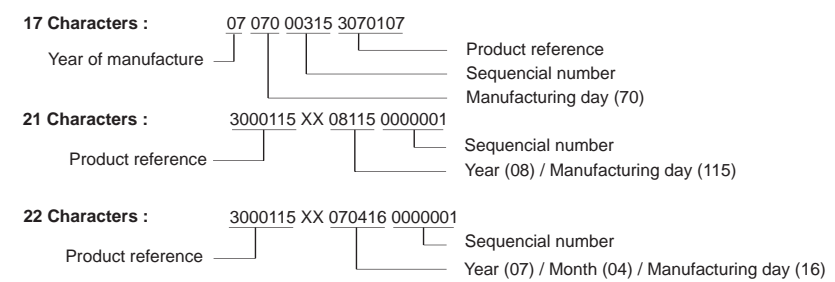 17 Characters : 07 070 00315 3070107
Year of manufacture
Product reference
Sequencial number
Manufacturing day (70)
21 Characters : 3000115 XX 08115 0000001
Product reference
Sequencial number
Year (08) / Manufacturing day (115)
22 Characters : 3000115 XX 070416 0000001
Product reference
Sequencial number
Year (07) / Month (04) / Manufacturing day (16)